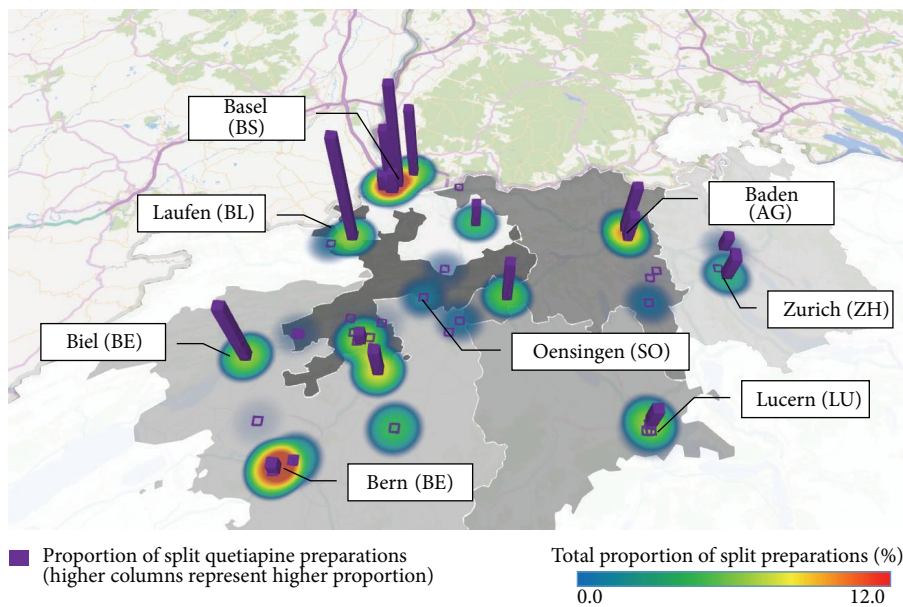 Basel
(BS)
Laufen (BL)
Baden
(AG)
Zurich (ZH)
Biel (BE)
Oensingen (SO)
Lucern (LU)
Bern (BE)
Proportion of split quetiapine preparations
(higher columns represent higher proportion)
Total proportion of split preparations (%)
0.0
12.0